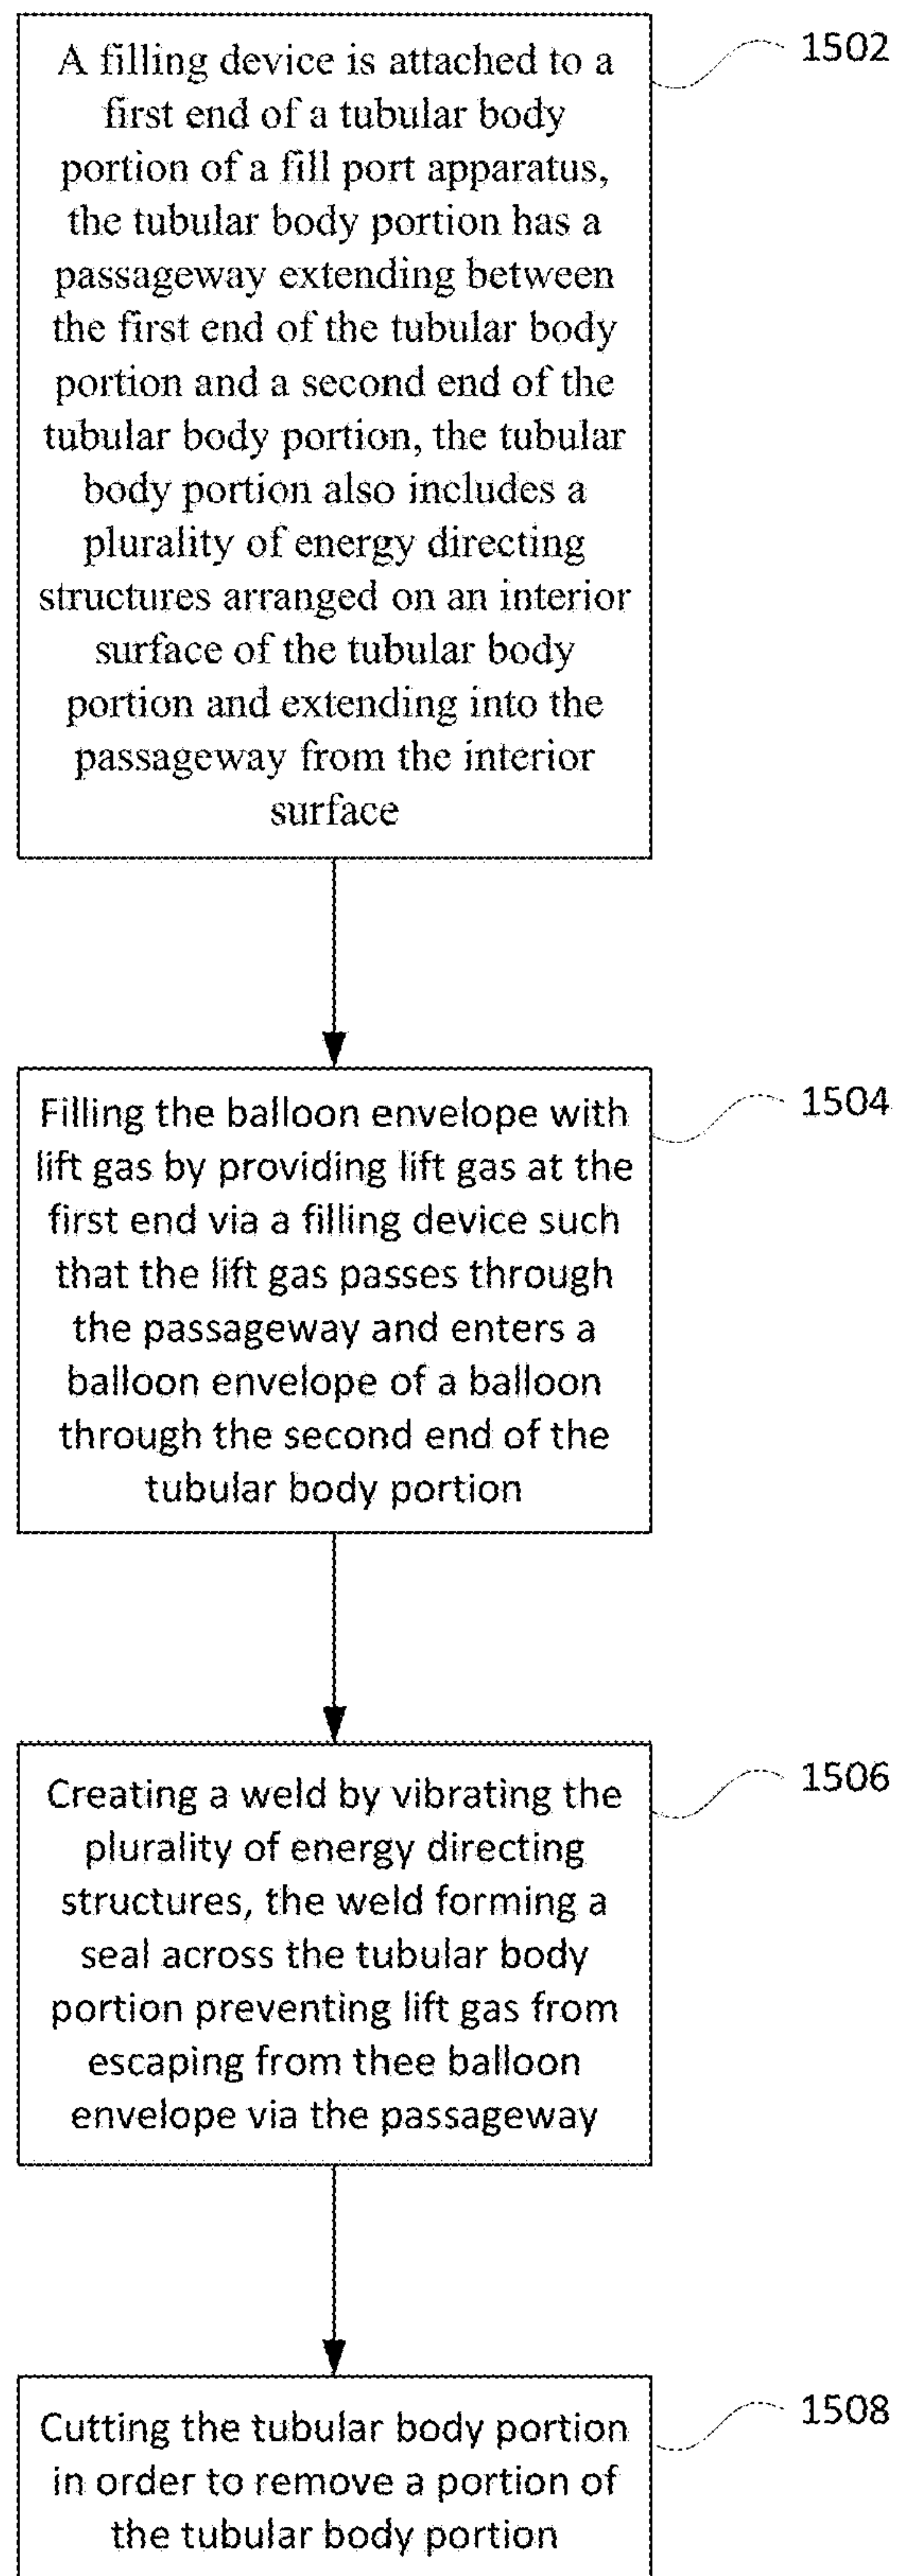 A filling device is attached to a
first end of a tubular body
portion of a fill port apparatus,
the tubular body portion has a
passageway extending between
the first end of the tubular body
portion and a second end of the
tubular body portion, the tubular
body portion also includes a
plurality of energy directing
structures arranged on an interior
surface of the tubular body
portion and extending into the
passageway from the interior
surface
1502
Filling the balloon envelope with
lift gas by providing lift gas at the
first end via a filling device such
that the lift gas passes through
the passageway and enters a
balloon envelope of a balloon
through the second end of the
tubular body portion
1504
Creating a weld by vibrating the
plurality of energy directing
structures, the weld forming a
seal across the tubular body
portion preventing lift gas from
escaping from thee balloon
envelope via the passageway
1506
Cutting the tubular body portion
in order to remove a portion of
the tubular body portion
1508